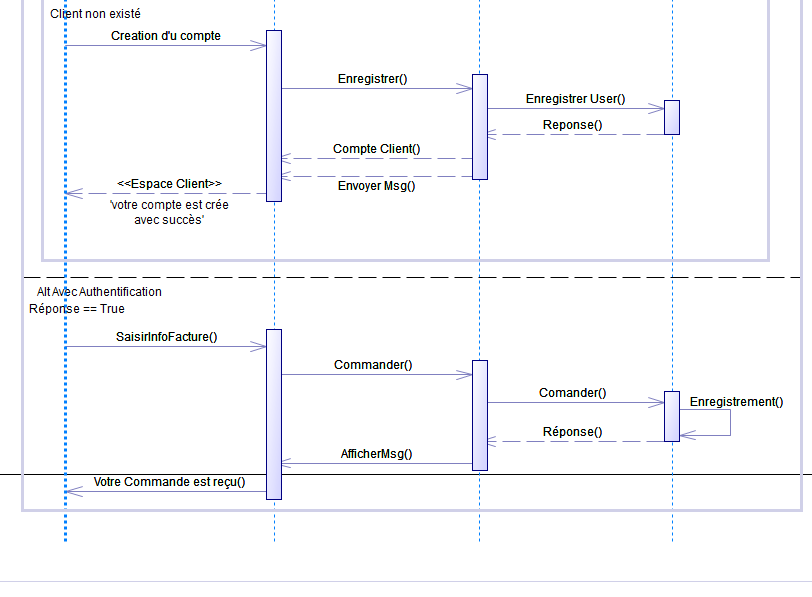 Client non existé
Creation d'u compte
Enregistrer()
Enregistrer User()
Reponse()
Compte Client()
<<Espace Client>>
Envoyer Msg()
'votre compte est crée
avec succès'
Alt Avec Authentification
Réponse == True
SaisirInfoFacture()
Commander()
Comander()
Enregistrement()
Réponse()
AfficherMsg()
Votre Commande est reçu()